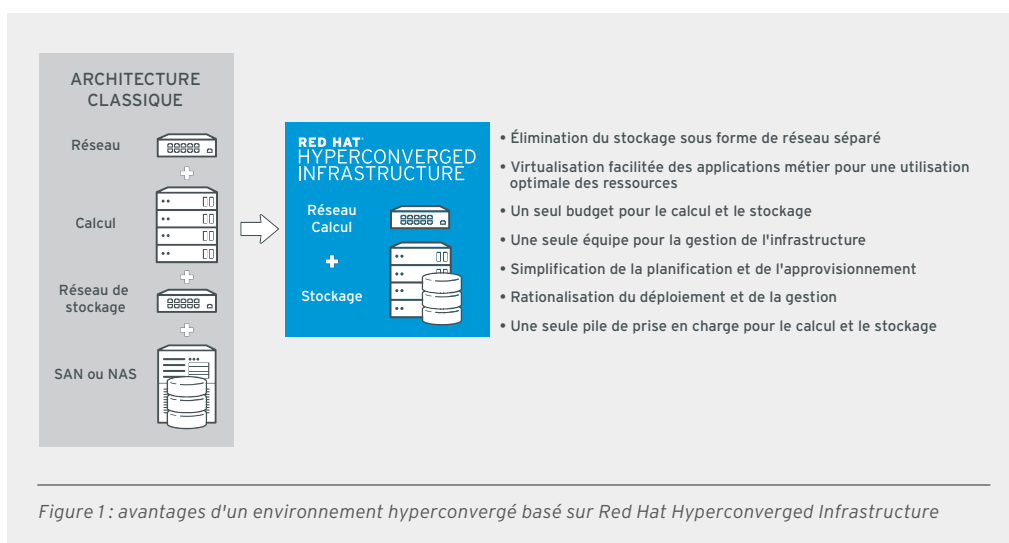 ARCHITECTURE
CLASSIQUE
Réseau
Calcul
Réseau de
stockage
SAN ou NAS
RED HAT
HYPERCONVERGED
INFRASTRUCTURE
Réseau
Calcul
Stockage
• Élimination du stockage sous forme de réseau séparé
• Virtualisation facilitée des applications métier pour une utilisation
optimale des ressources
• Un seul budget pour le calcul et le stockage
• Une seule équipe pour la gestion de l'infrastructure
• Simplification de la planification et de l'approvisionnement
• Rationalisation du déploiement et de la gestion
• Une seule pile de prise en charge pour le calcul et le stockage
Figure 1 : avantages d'un environnement hyperconvergé basé sur Red Hat Hyperconverged Infrastructure